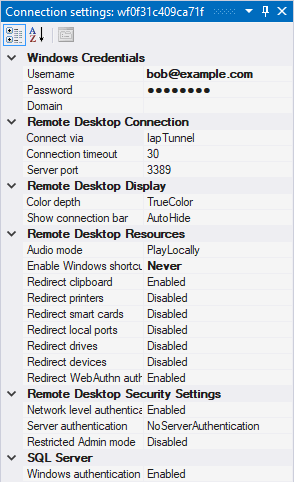 Connection settings: wf0f31c409ca71f
Windows Credentials
Username bob@example.com
Password ●●●●●●●●
Domain
Remote Desktop Connection
Connect via IapTunnel
Connection timeout 30
Server port 3389
Remote Desktop Display
Color depth TrueColor
Show connection bar AutoHide
Remote Desktop Resources
Audio mode PlayLocally
Enable Windows shortcu Never
Redirect clipboard Enabled
Redirect printers Disabled
Redirect smart cards Disabled
Redirect local ports Disabled
Redirect drives Disabled
Redirect devices Disabled
Redirect WebAuthn auth Enabled
Remote Desktop Security Settings
Network level authentica Enabled
Server authentication NoServerAuthentication
Restricted Admin mode Disabled
SQL Server
Windows authentication Enabled